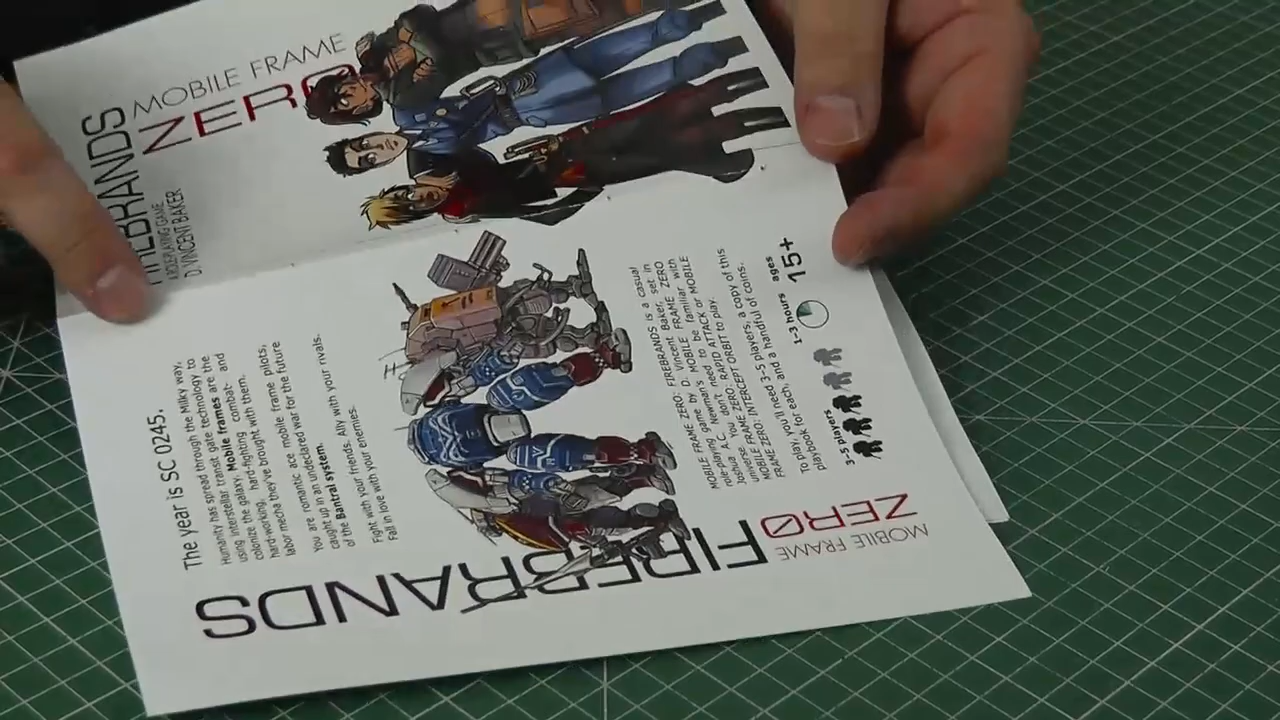 MOBILE FRAME
ZERO
FIREBRANDS
A ROLEPLAYING GAME
D. VINCENT BAKER
The year is SC 0245.
Humanity has spread through the Milky way,
using interstellar transit gate technology to
colonize the galaxy. Mobile frames are the
hard-working, hard-fighting combat- and
labor mecha they've brought with them.
You are romantic ace mobile frame pilots,
caught up in an undeclared war for the future
of the Bantral system.
Fight with your friends. Ally with your rivals.
Fall in love with your enemies.
MOBILE FRAME ZERO: FIREBRANDS is a casual
role-playing game by D. Vincent Baker, set in
Joshua A.C. Newman's MOBILE FRAME ZERO
universe. You don't need to be familiar with
MOBILE FRAME ZERO: RAPID ATTACK or MOBILE
FRAME ZERO: INTERCEPT ORBIT to play.
To play, you'll need 3-5 players, a copy of this
playbook for each, and a handful of coins.
3-5 players
1-3 hours
ages
15+
FIREBRANDS
MOBILE FRAME
ZERO